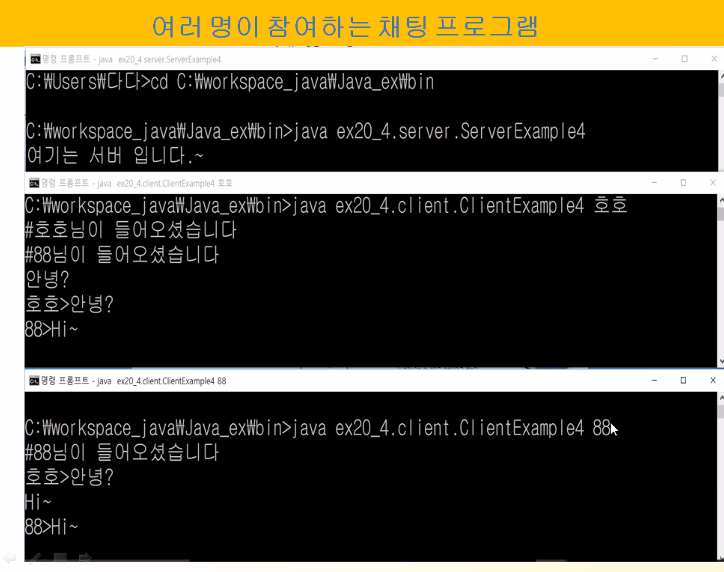 여러 명이 참여하는 채팅 프로그램
명령 프롬프트 - java ex20_4.server.ServerExample4
C:₩Users₩다다>cd C:₩workspace_java₩Java_ex₩bin
C:₩workspace_java₩Java_ex₩bin>java ex20_4.server.ServerExample4
여기는 서버 입니다.~
명령 프롬프트 - java ex20_4.client.ClientExample4 호호
C:₩workspace_java₩Java_ex₩bin>java ex20_4.client.ClientExample4 호호
#호호님이 들어오셨습니다
#88님이 들어오셨습니다
안녕?
호호>안녕?
88>Hi~
명령 프롬프트 - java ex20_4.client.ClientExample4 88
C:₩workspace_java₩Java_ex₩bin>java ex20_4.client.ClientExample4 88
#88님이 들어오셨습니다
호호>안녕?
Hi~
88>Hi~